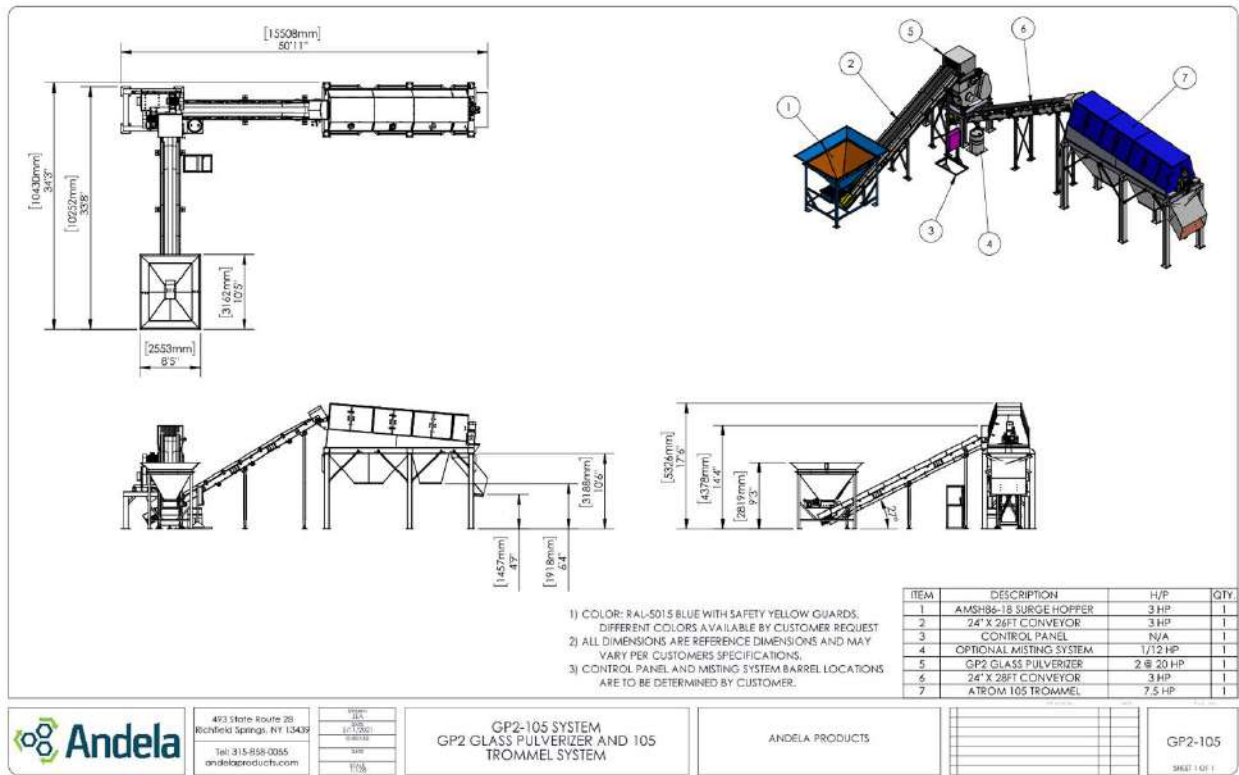 [15508mm]
50'11"
[10430mm]
34'3"
[10252mm]
33'8"
[3162mm]
10'5"
[2553mm]
8'5"
1
2
3
4
5
6
7
[3188mm]
10'6"
[1457mm]
4'9"
[1918mm]
6'4"
[5326mm]
17'6"
[4378mm]
14'4"
[2819mm]
9'3"
27°
1) COLOR: RAL-5015 BLUE WITH SAFETY YELLOW GUARDS.
DIFFERENT COLORS AVAILABLE BY CUSTOMER REQUEST
2) ALL DIMENSIONS ARE REFERENCE DIMENSIONS AND MAY
VARY PER CUSTOMERS SPECIFICATIONS.
3) CONTROL PANEL AND MISTING SYSTEM BARREL LOCATIONS
ARE TO BE DETERMINED BY CUSTOMER.
ITEM DESCRIPTION H/P QTY.
1 AMSH86-18 SURGE HOPPER 3 HP 1
2 24" X 26FT CONVEYOR 3 HP 1
3 CONTROL PANEL N/A 1
4 OPTIONAL MISTING SYSTEM 1/12 HP 1
5 GP2 GLASS PULVERIZER 2 @ 20 HP 1
6 24" X 28FT CONVEYOR 3 HP 1
7 ATROM 105 TROMMEL 7.5 HP 1
Andela
493 State Route 28
Richfield Springs, NY 13439
Tel: 315-858-0055
andelaproducts.com
GP2-105 SYSTEM
GP2 GLASS PULVERIZER AND 105
TROMMEL SYSTEM
ANDELA PRODUCTS
GP2-105
SHEET 1 OF 1